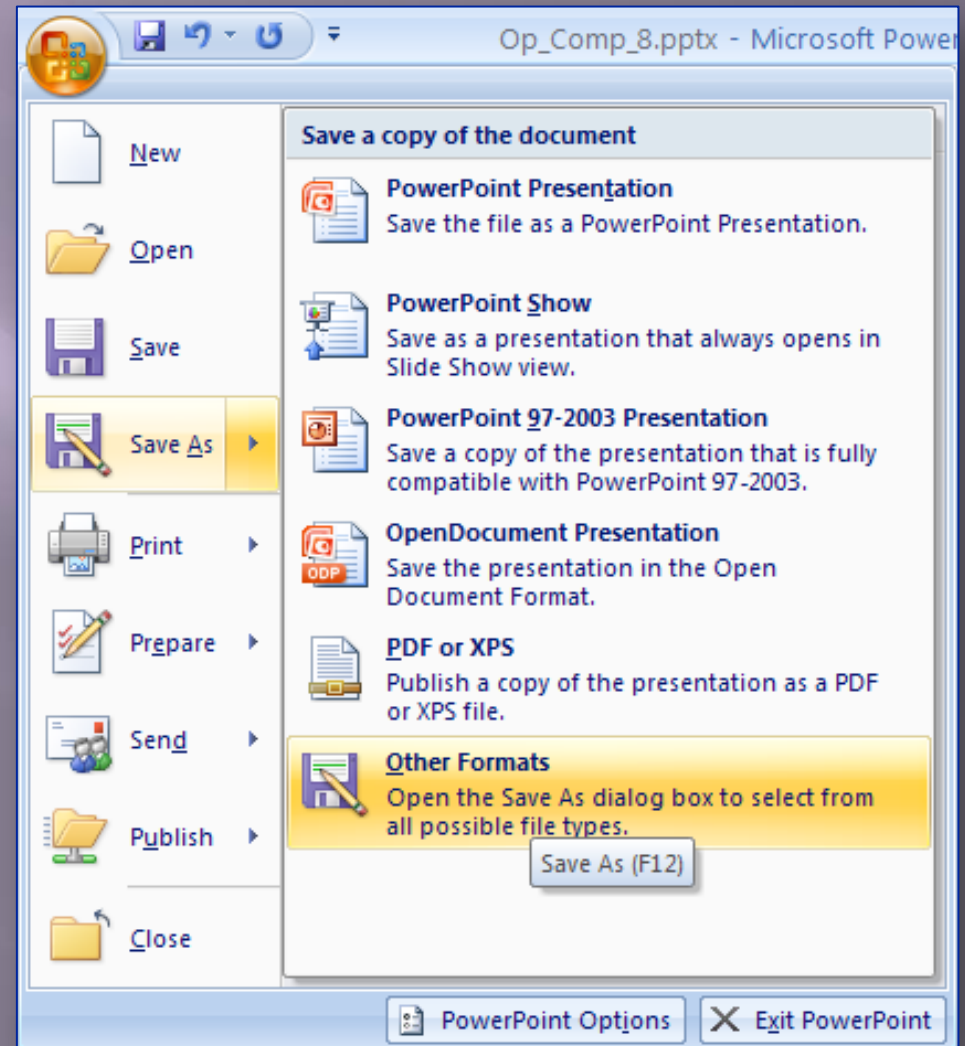 Op_Comp_8.pptx - Microsoft Power
New
Open
Save
Save As
Print
Prepare
Send
Publish
Close
Save a copy of the document
PowerPoint Presentation
Save the file as a PowerPoint Presentation.
PowerPoint Show
Save as a presentation that always opens in
Slide Show view.
PowerPoint 97-2003 Presentation
Save a copy of the presentation that is fully
compatible with PowerPoint 97-2003.
OpenDocument Presentation
ODP
Save the presentation in the Open
Document Format.
PDF or XPS
Publish a copy of the presentation as a PDF
or XPS file.
Other Formats
Open the Save As dialog box to select from
all possible file types.
Save As (F12)
PowerPoint Options
Exit PowerPoint